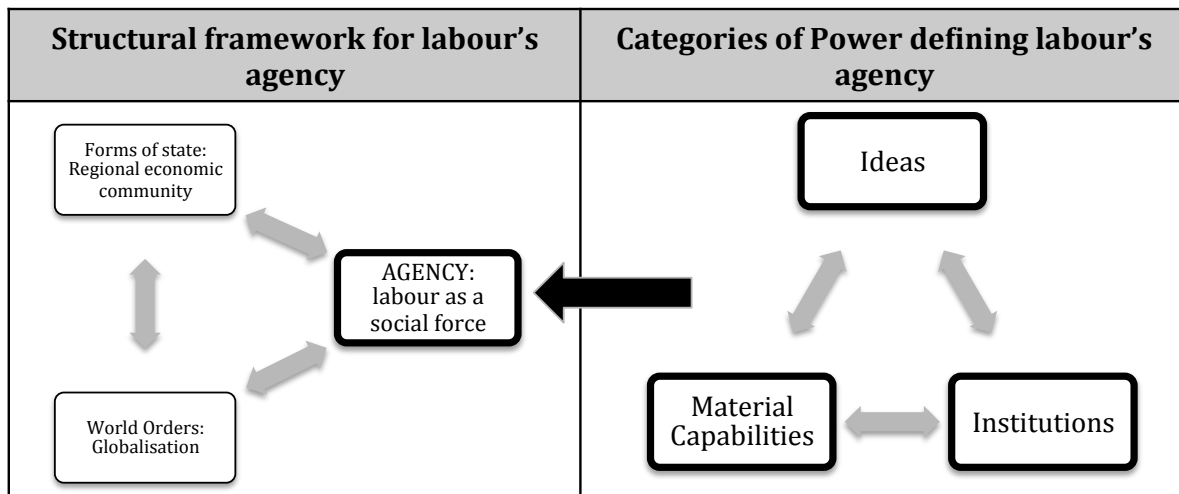 Structural framework for labour’s
agency
Categories of Power defining labour’s
agency
Forms of state:
Regional economic
community
AGENCY:
labour as a
social force
World Orders:
Globalisation
Ideas
Material
Capabilities
Institutions